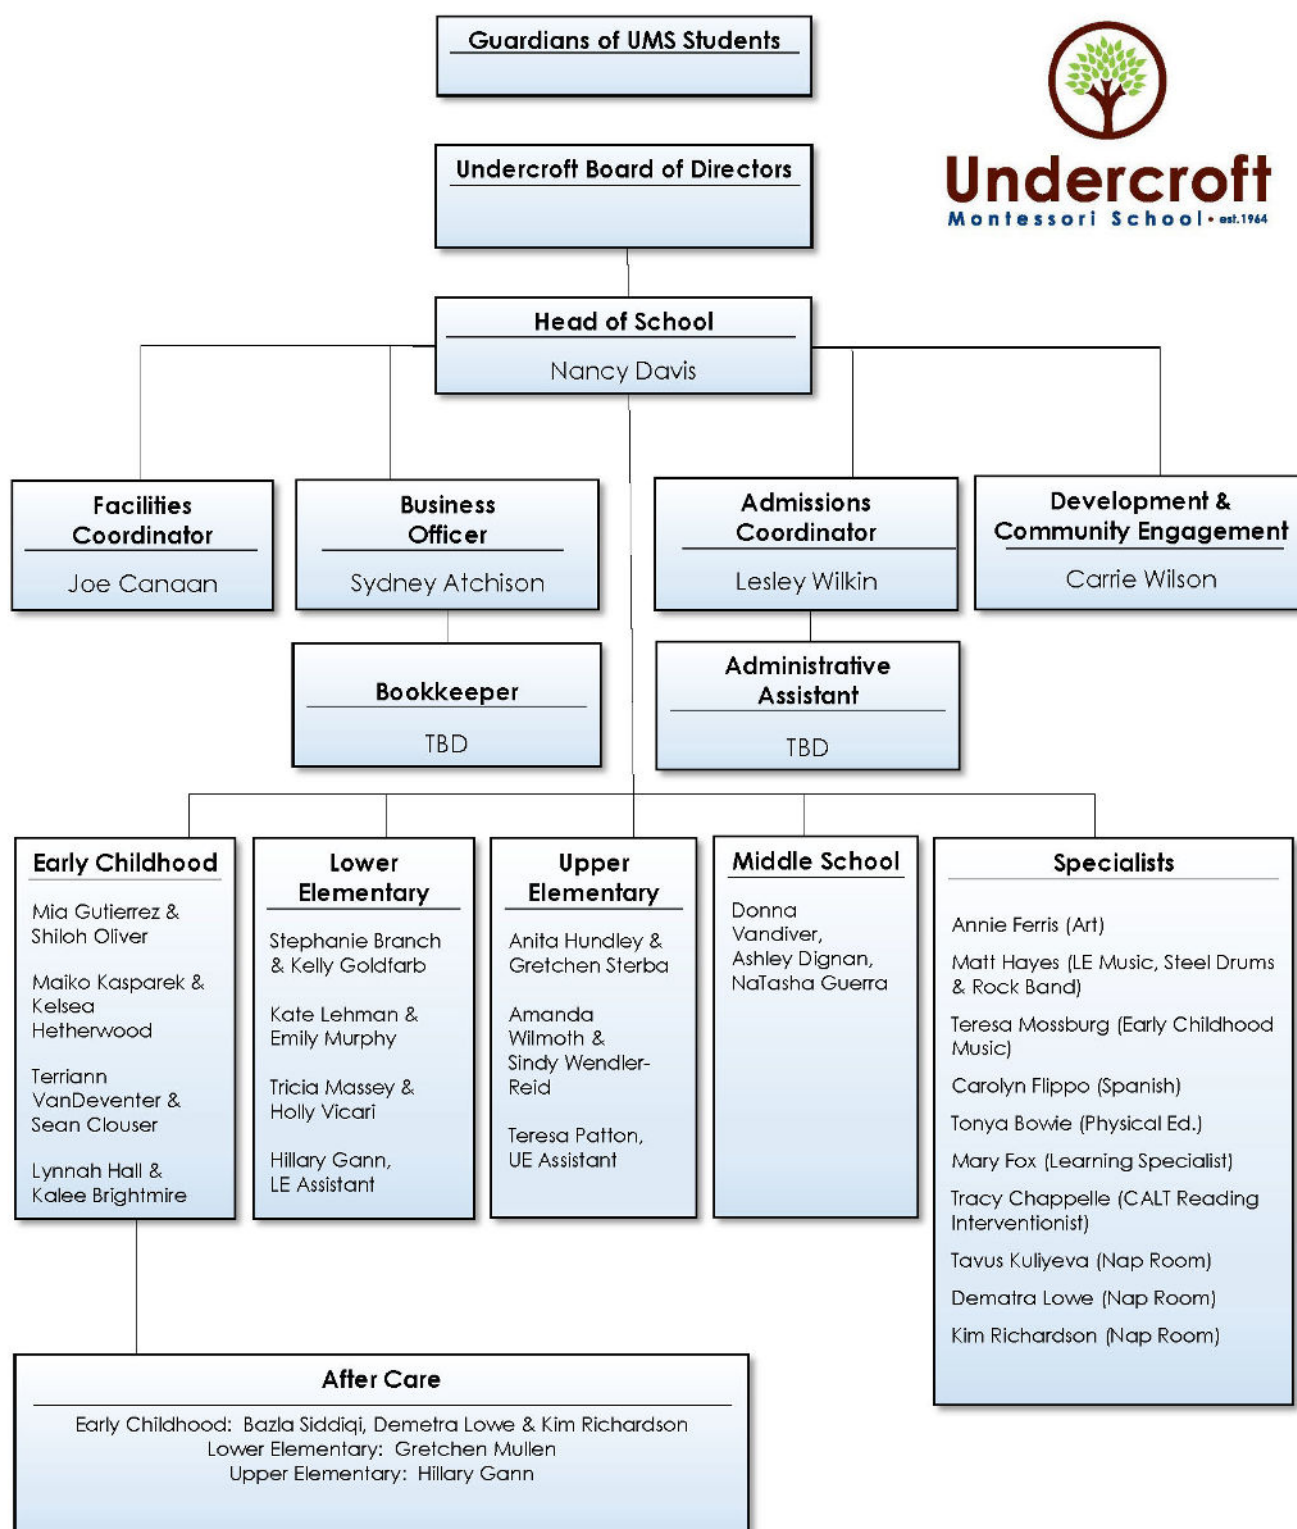 Guardians of UMS Students
Undercroft
Montessori School • est.1964
Undercroft Board of Directors
Head of School
Nancy Davis
Facilities
Coordinator
Joe Canaan
Business
Officer
Sydney Atchison
Admissions
Coordinator
Lesley Wilkin
Development &
Community Engagement
Carrie Wilson
Bookkeeper
TBD
Administrative
Assistant
TBD
Early Childhood
Mia Gutierrez &
Shiloh Oliver
Maiko Kasparek &
Kelsea
Hetherwood
Terriann
VanDeventer &
Sean Clouser
Lynnah Hall &
Kalee Brightmire
Lower
Elementary
Stephanie Branch
& Kelly Goldfarb
Kate Lehman &
Emily Murphy
Tricia Massey &
Holly Vicari
Hillary Gann,
LE Assistant
Upper
Elementary
Anita Hundley &
Gretchen Sterba
Amanda
Wilmoth &
Sindy Wendler-
Reid
Teresa Patton,
UE Assistant
Middle School
Donna
Vandiver,
Ashley Dignan,
NaTasha Guerra
Specialists
Annie Ferris (Art)
Matt Hayes (LE Music, Steel Drums
& Rock Band)
Teresa Mossburg (Early Childhood
Music)
Carolyn Flippo (Spanish)
Tonya Bowie (Physical Ed.)
Mary Fox (Learning Specialist)
Tracy Chappelle (CALT Reading
Interventionist)
Tavus Kuliyeva (Nap Room)
Dematra Lowe (Nap Room)
Kim Richardson (Nap Room)
After Care
Early Childhood: Bazla Siddiqi, Demetra Lowe & Kim Richardson
Lower Elementary: Gretchen Mullen
Upper Elementary: Hillary Gann